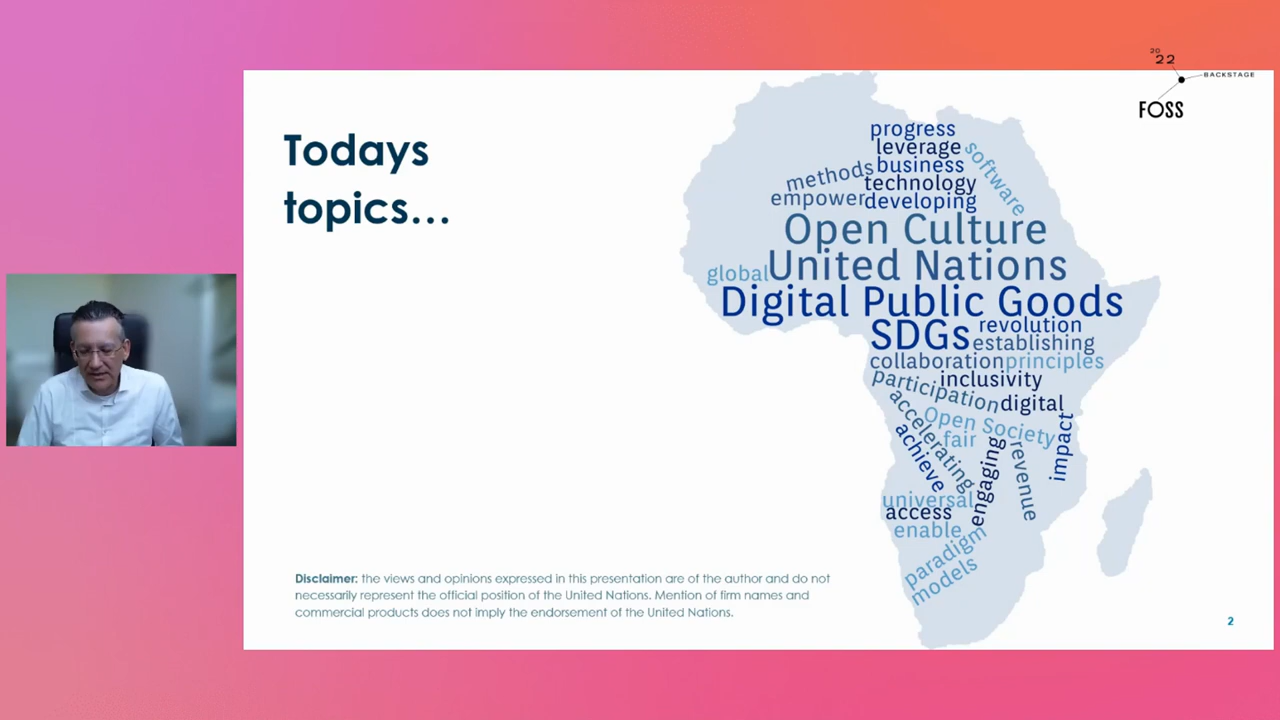 20
22
BACKSTAGE
FOSS
Todays
topics...
progress
leverage
business
software
methods
technology
empower
developing
Open Culture
global
United Nations
Digital Public Goods
SDGs
revolution
establishing
collaboration
principles
inclusivity
participation
digital
accelerating
Open Society
fair
impact
achieve
engaging
revenue
universal
access
enable
paradigm
models
Disclaimer: the views and opinions expressed in this presentation are of the author and do not
necessarily represent the official position of the United Nations. Mention of firm names and
commercial products does not imply the endorsement of the United Nations.
2